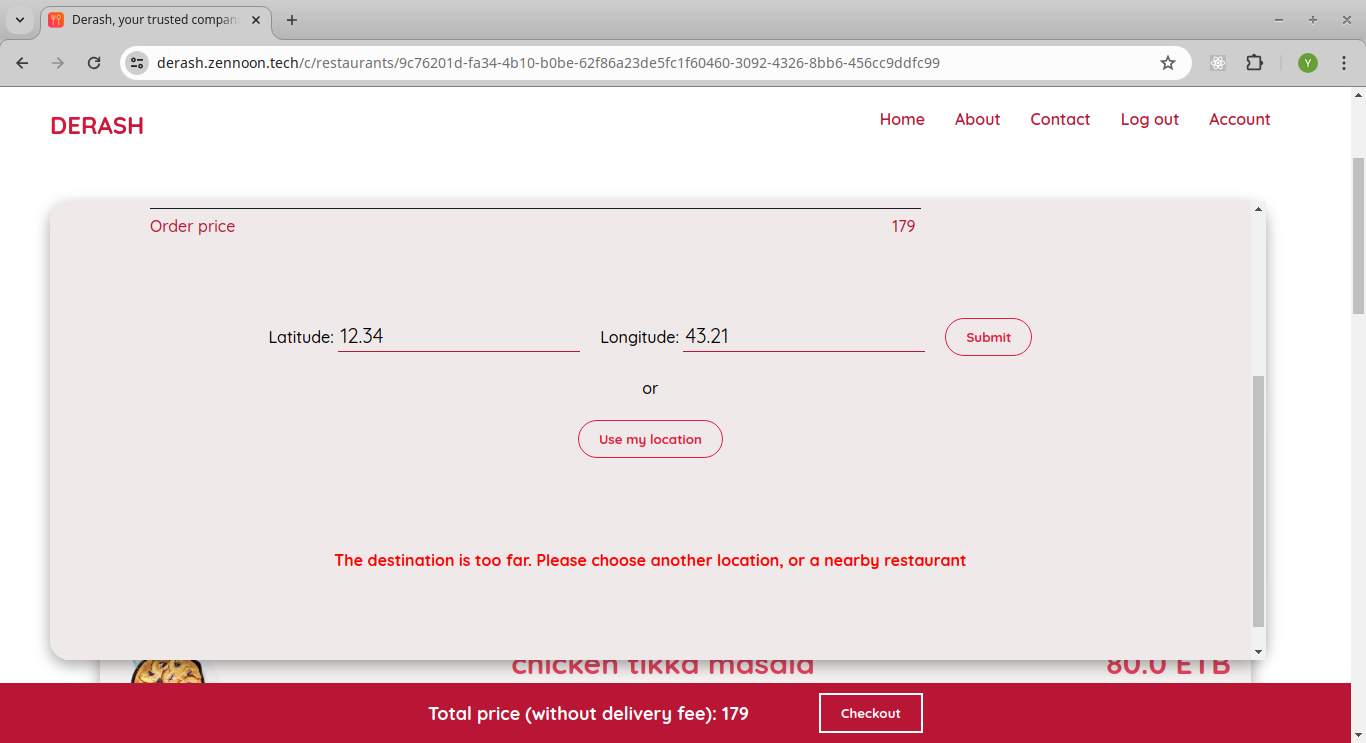 Derash, your trusted compan
derash.zennoon.tech/c/restaurants/9c76201d-fa34-4b10-b0be-62f86a23de5fc1f60460-3092-4326-8bb6-456cc9ddfc99
Y
DERASH
Home About Contact Log out Account
Order price 179
Latitude: 12.34 Longitude: 43.21 Submit
or
Use my location
The destination is too far. Please choose another location, or a nearby restaurant
chicken tikka masala 80.0 ETB
Total price (without delivery fee): 179 Checkout